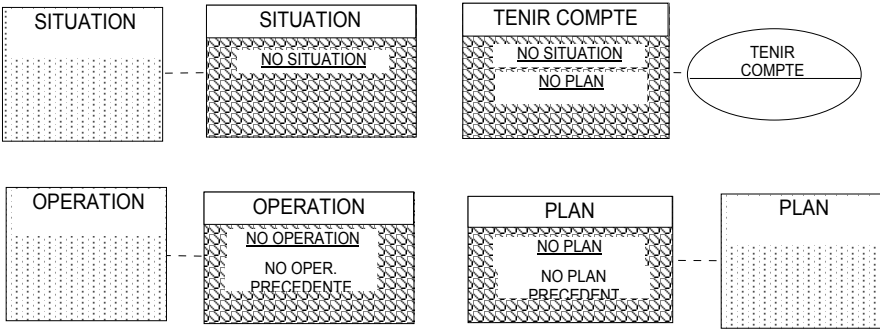 SITUATION
SITUATION
NO SITUATION
TENIR COMPTE
NO SITUATION
NO PLAN
TENIR
COMPTE
OPERATION
OPERATION
NO OPERATION
NO OPER.
PRECEDENTE
PLAN
NO PLAN
NO PLAN
PRECEDENT
PLAN